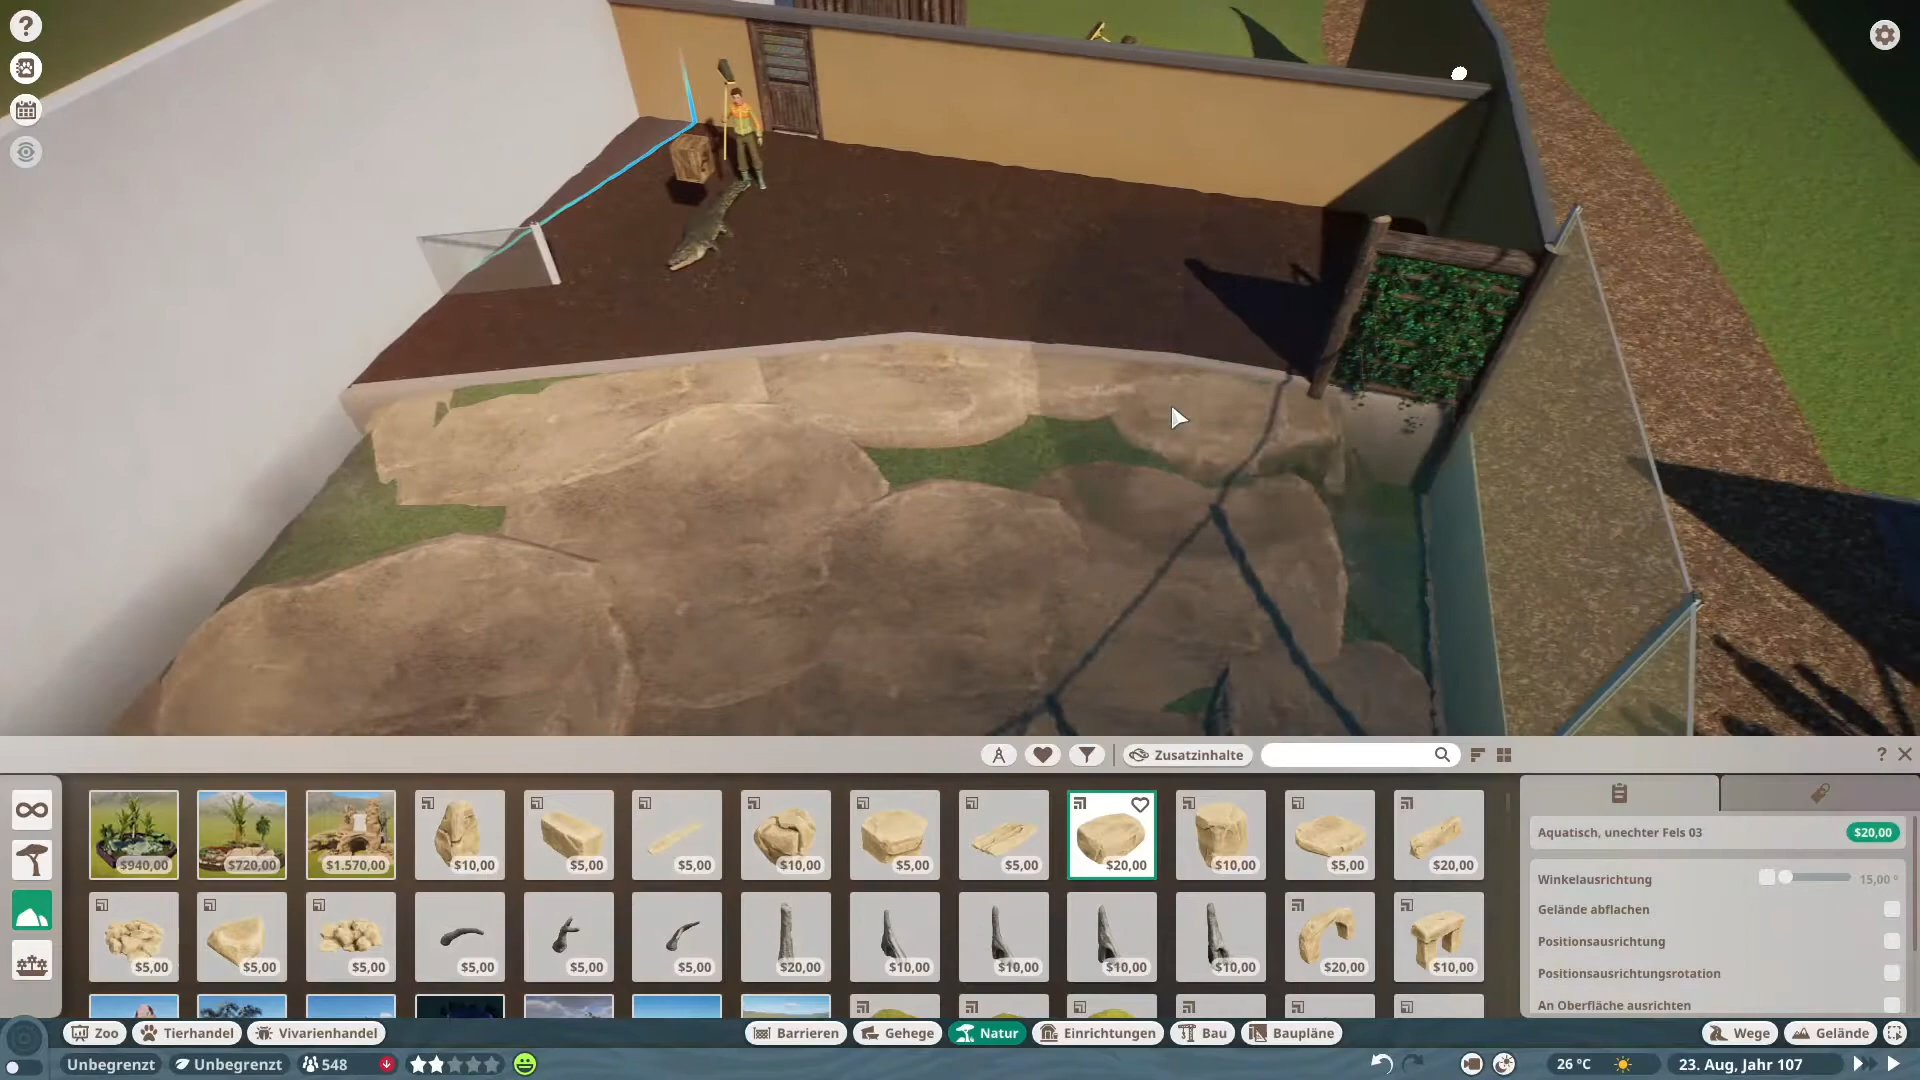 Zusatzinhalte
?
$940,00
$720,00
$1.570,00
$10,00
$5,00
$5,00
$10,00
$5,00
$5,00
$20,00
$10,00
$5,00
$20,00
$5,00
$5,00
$5,00
$5,00
$5,00
$5,00
$20,00
$10,00
$10,00
$10,00
$10,00
$20,00
$10,00
Aquatisch, unechter Fels 03
$20,00
Winkelausrichtung
15,00 °
Gelände abflachen
Positionsausrichtung
Positionsausrichtungsrotation
An Oberfläche ausrichten
Zoo
Tierhandel
Vivarienhandel
Barrieren
Gehege
Natur
Einrichtungen
Bau
Baupläne
Wege
Gelände
Unbegrenzt
Unbegrenzt
548
26 °C
23. Aug, Jahr 107